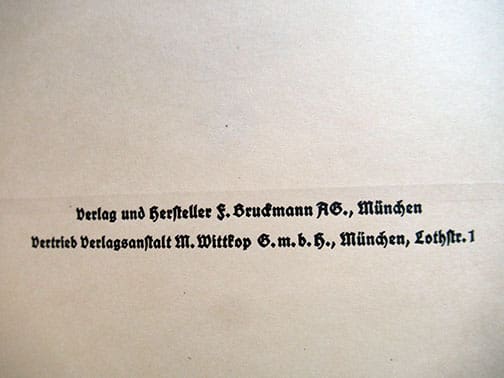 Verlag und Hersteller F. Bruckmann AG., München
Vertrieb Verlagsanstalt M. Wittkop G. m. b. H., München, Lothstr. 1